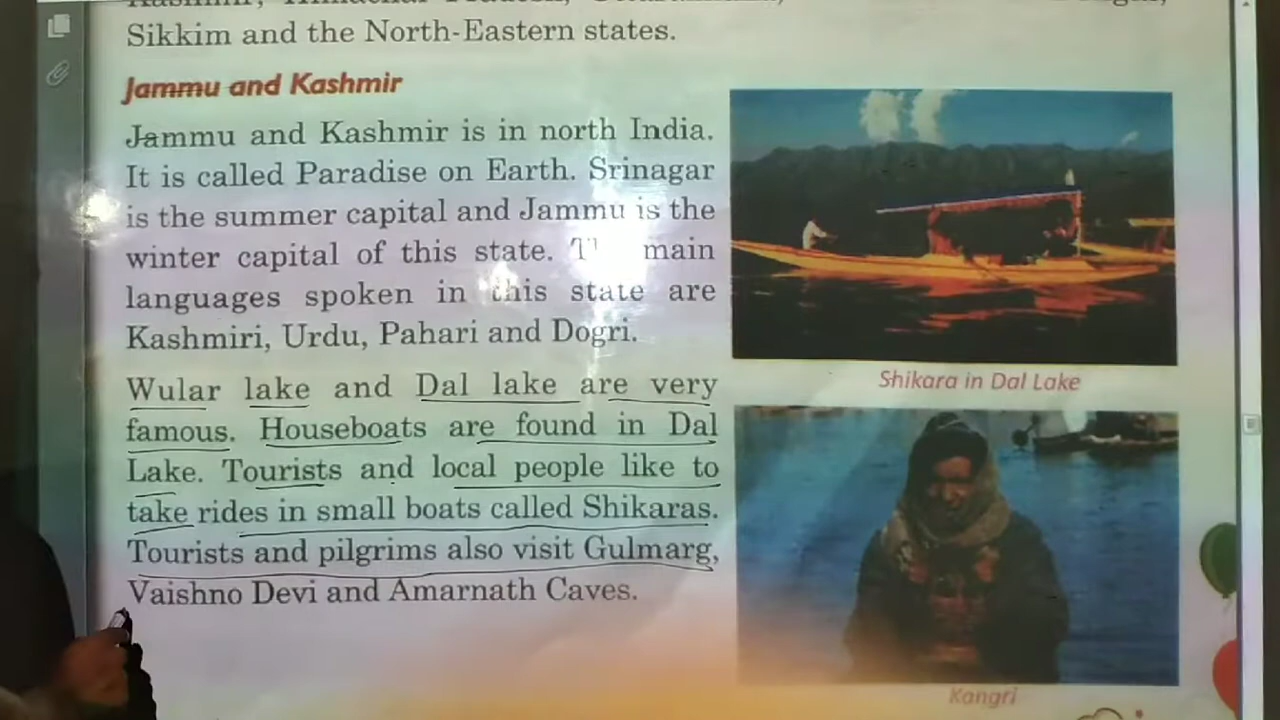 Sikkim and the North-Eastern states.
Jammu and Kashmir
Jammu and Kashmir is in north India.
It is called Paradise on Earth. Srinagar
is the summer capital and Jammu is the
winter capital of this state. main
languages spoken in this state are
Kashmiri, Urdu, Pahari and Dogri.
Wular lake and Dal lake are very
famous. Houseboats are found in Dal
Lake. Tourists and local people like to
take rides in small boats called Shikaras.
Tourists and pilgrims also visit Gulmarg,
Vaishno Devi and Amarnath Caves.
Shikara in Dal Lake
Kangri